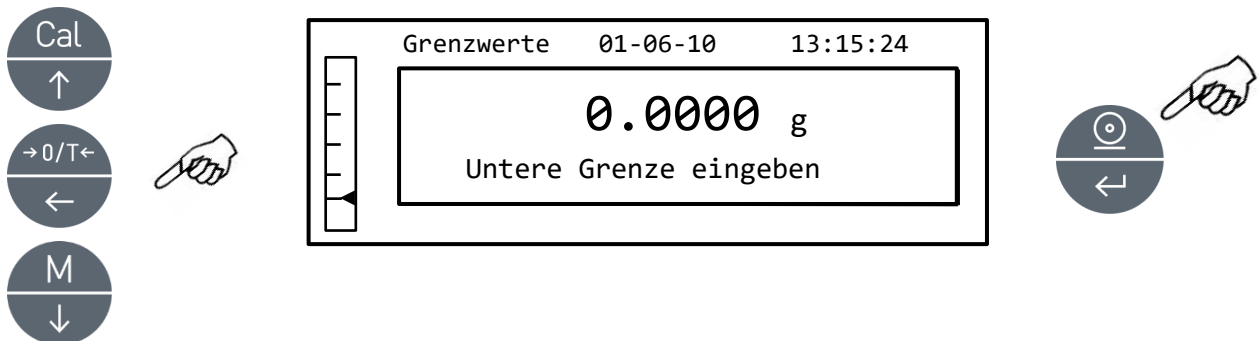 Cal
↑
→0/T←
←
M
↓
Grenzwerte 01-06-10 13:15:24
0.0000 g
Untere Grenze eingeben
↵